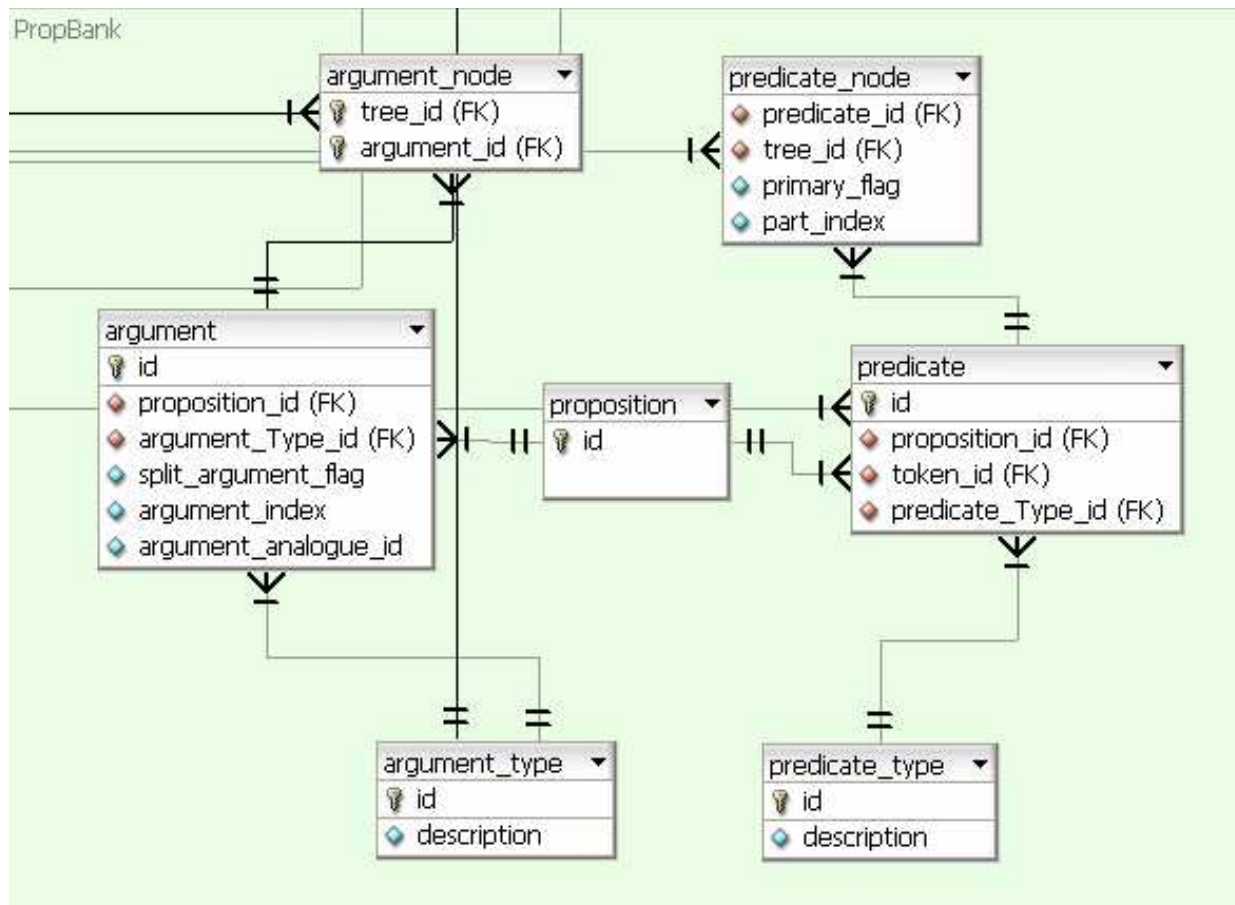 PropBank
argument_node
tree_id (FK)
argument_id (FK)
predicate_node
predicate_id (FK)
tree_id (FK)
primary_flag
part_index
argument
id
proposition_id (FK)
argument_Type_id (FK)
split_argument_flag
argument_index
argument_analogue_id
proposition
id
predicate
id
proposition_id (FK)
token_id (FK)
predicate_Type_id (FK)
argument_type
id
description
predicate_type
id
description